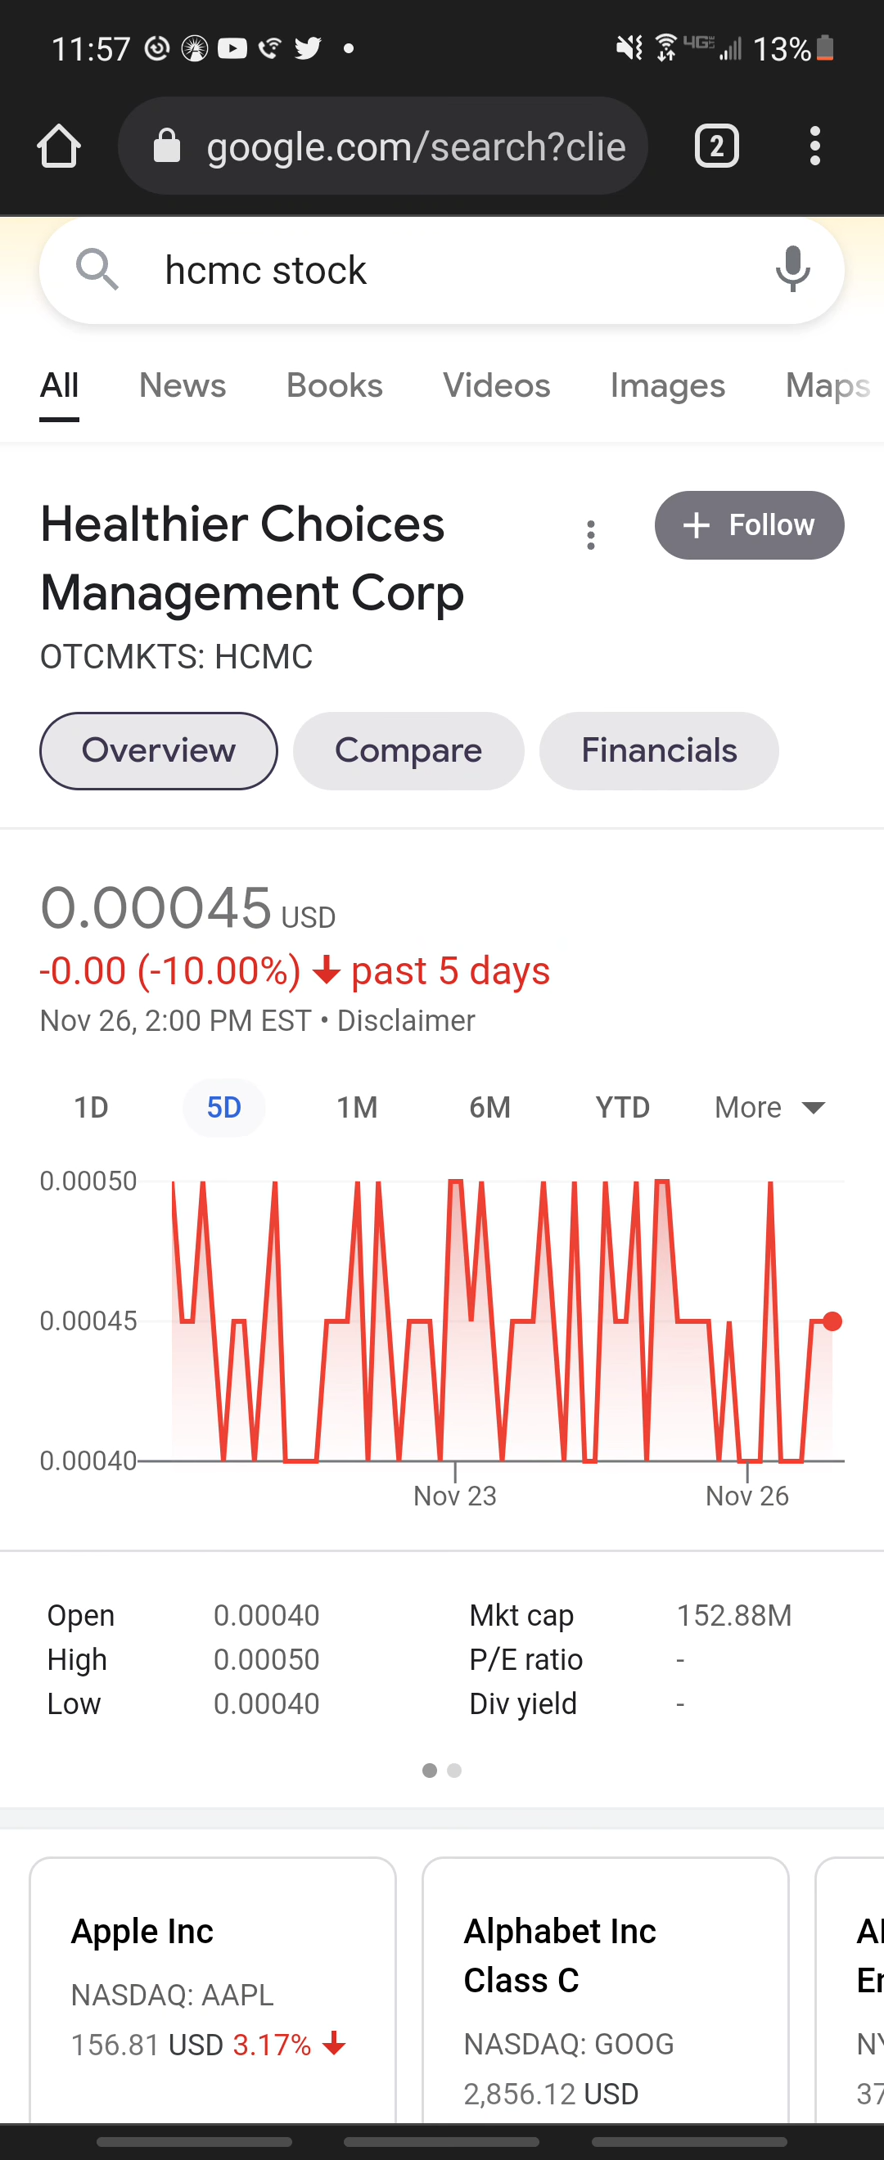 11:57 4G 13%
google.com/search?clie 2
hcmc stock
All News Books Videos Images Maps
Healthier Choices
Management Corp
+ Follow
OTCMKTS: HCMC
Overview Compare Financials
0.00045 USD
-0.00 (-10.00%) ↓ past 5 days
Nov 26, 2:00 PM EST • Disclaimer
1D 5D 1M 6M YTD More
0.00050
0.00045
0.00040
Nov 23 Nov 26
Open 0.00040 Mkt cap 152.88M
High 0.00050 P/E ratio -
Low 0.00040 Div yield -
Apple Inc
NASDAQ: AAPL
156.81 USD 3.17% ↓
Alphabet Inc
Class C
NASDAQ: GOOG
2,856.12 USD
En
37